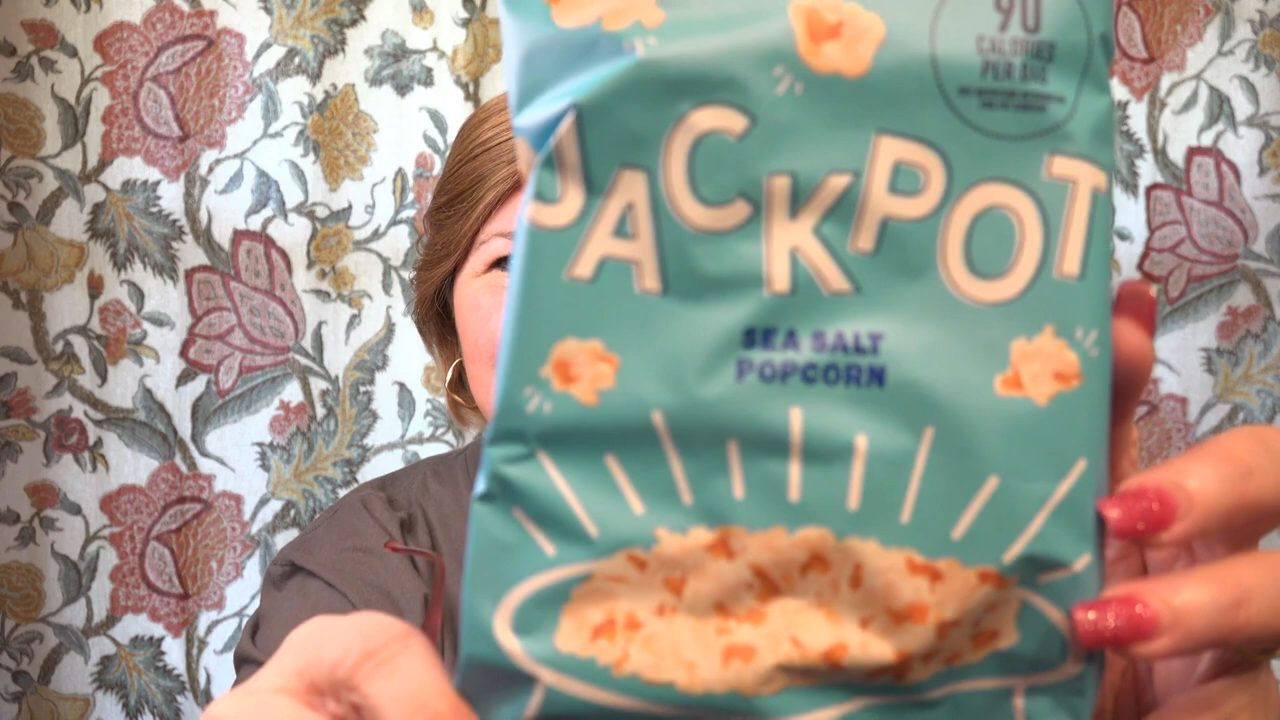 90
CALORIES
PER BAG
JACKPOT
SEA SALT
POPCORN